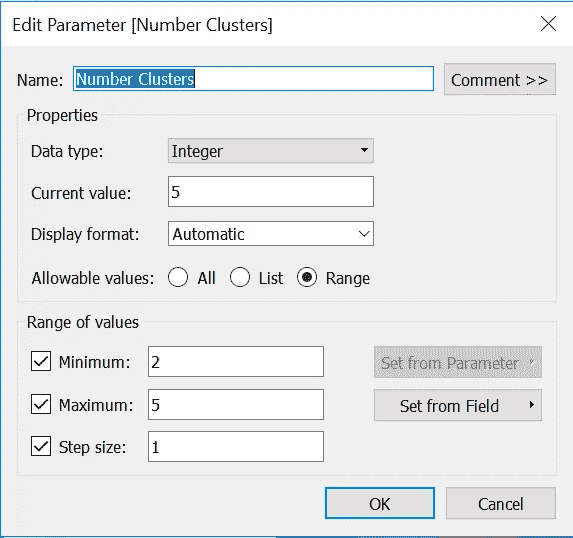 Edit Parameter [Number Clusters]
Name: Number Clusters Comment >>
Properties
Data type: Integer
Current value: 5
Display format: Automatic
Allowable values: All List Range
Range of values
Minimum: 2 Set from Parameter
Maximum: 5 Set from Field
Step size: 1
OK Cancel